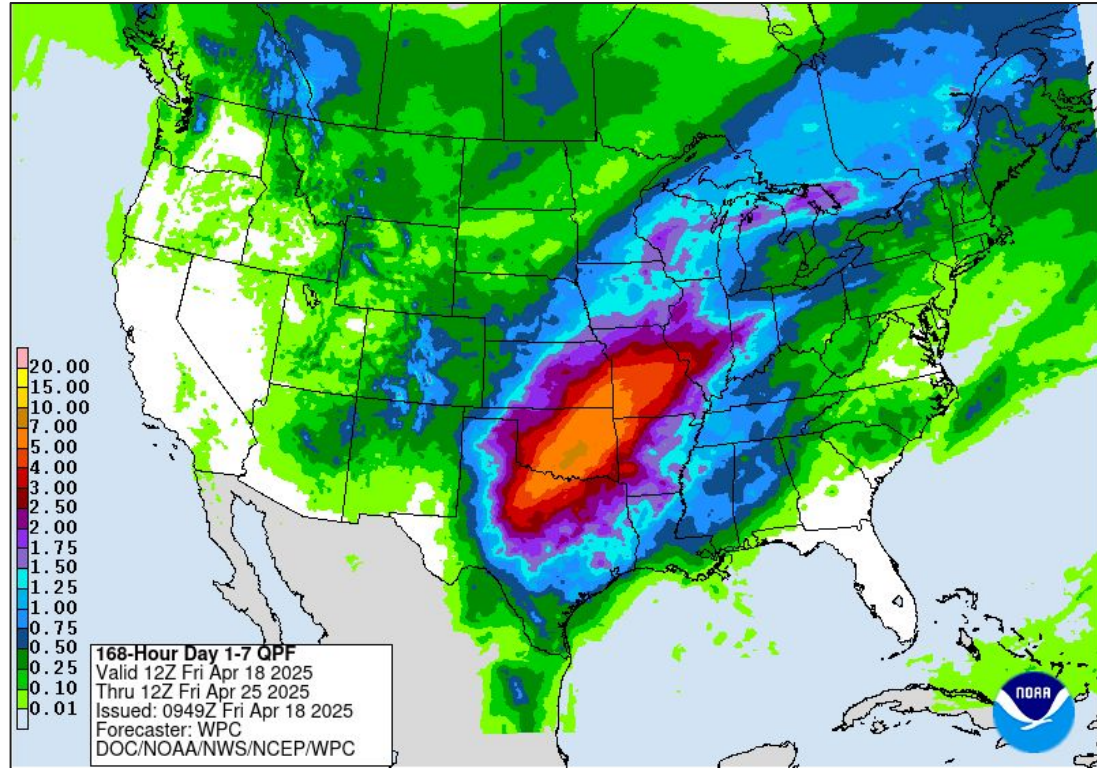 20.00
15.00
10.00
7.00
5.00
4.00
3.00
2.50
2.00
1.75
1.50
1.25
1.00
0.75
0.50
0.25
0.10
0.01
168-Hour Day 1-7 QPF
Valid 12Z Fri Apr 18 2025
Thru 12Z Fri Apr 25 2025
Issued: 0949Z Fri Apr 18 2025
Forecaster: WPC
DOC/NOAA/NWS/NCEP/WPC
NOAA